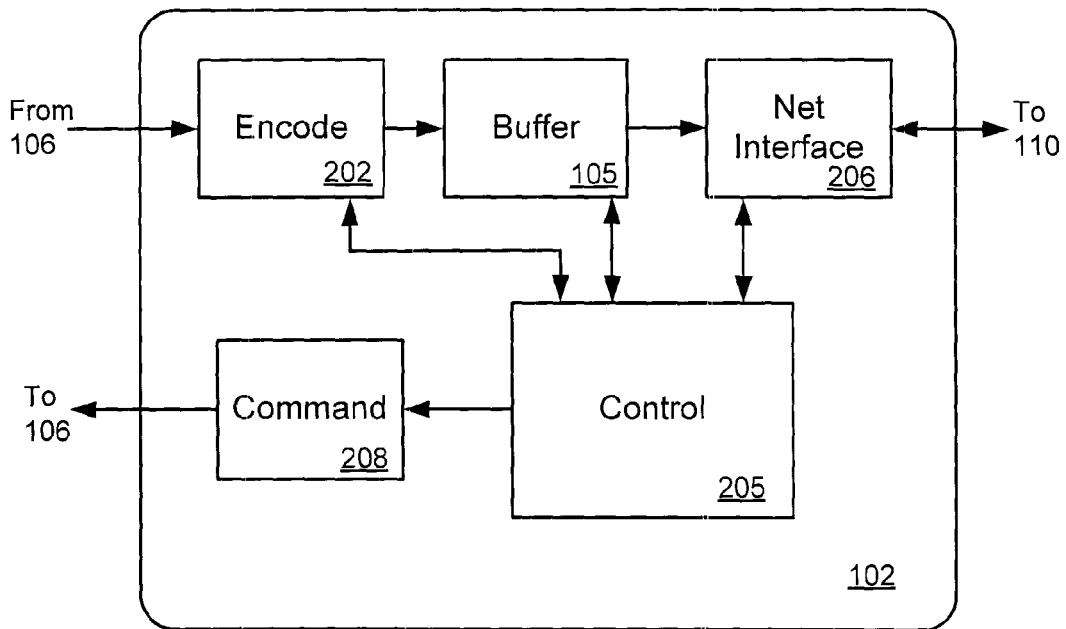 From
106
Encode
202
Buffer
105
Net
Interface
206
To
110
To
106
Command
208
Control
205
102